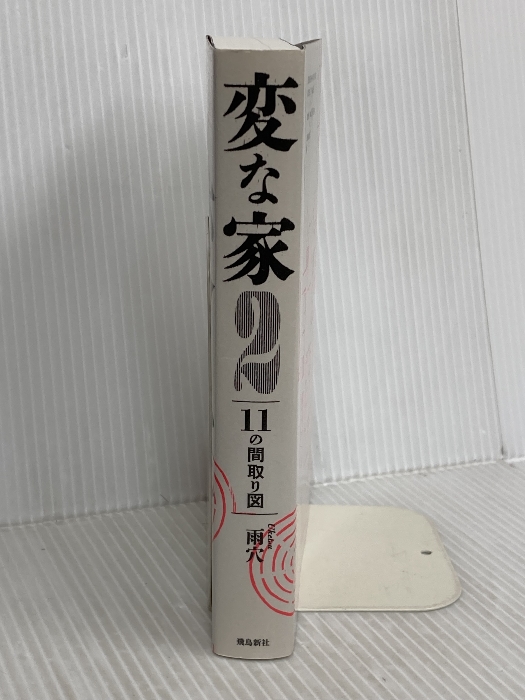 変な家
2
11の間取り図
雨穴
Uketsu
飛鳥新社